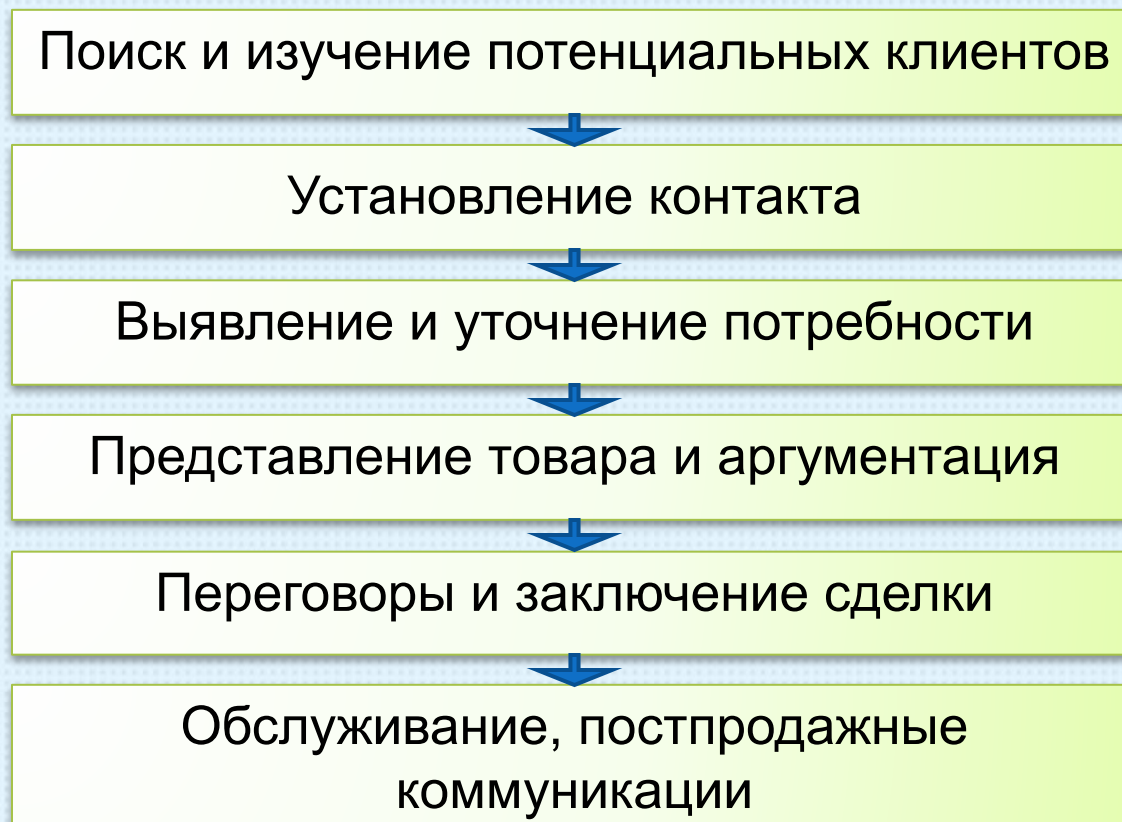 Поиск и изучение потенциальных клиентов
Установление контакта
Выявление и уточнение потребности
Представление товара и аргументация
Переговоры и заключение сделки
Обслуживание, постпродажные
коммуникации